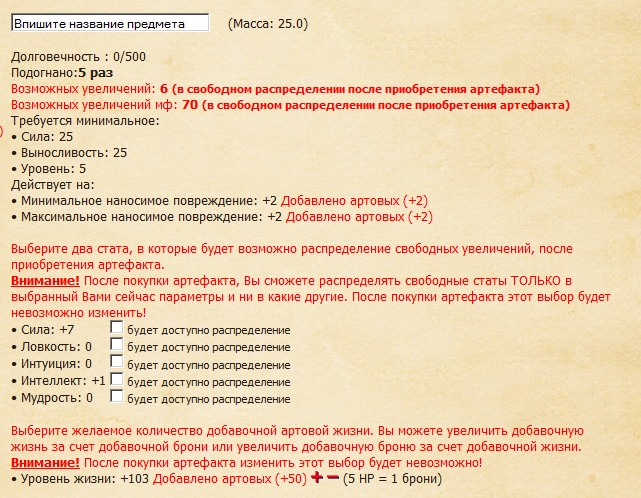 Впишите название предмета (Масса: 25.0)
Долговечность : 0/500
Подогнано:5 раз
Возможных увеличений: 6 (в свободном распределении после приобретения артефакта)
Возможных увеличений мф: 70 (в свободном распределении после приобретения артефакта)
)
Требуется минимальное:
• Сила: 25
• Выносливость: 25
• Уровень: 5
Действует на:
• Минимальное наносимое повреждение: +2 Добавлено артовых (+2)
• Максимальное наносимое повреждение: +2 Добавлено артовых (+2)
Выберите два стата, в которые будет возможно распределение свободных увеличений, после
приобретения артефакта.
Внимание! После покупки артефакта, Вы сможете распределять свободные статы ТОЛЬКО в
выбранный Вами сейчас параметры и ни в какие другие. После покупки артефакта этот выбор будет
невозможно изменить!
• Сила: +7 будет доступно распределение
• Ловкость: 0 будет доступно распределение
• Интуиция: 0 будет доступно распределение
• Интеллект: +1 будет доступно распределение
• Мудрость: 0 будет доступно распределение
Выберите желаемое количество добавочной артовой жизни. Вы можете увеличить добавочную
жизнь за счет добавочной брони или увеличить добавочную броню за счет добавочной жизни.
Внимание! После покупки артефакта изменить этот выбор будет невозможно!
• Уровень жизни: +103 Добавлено артовых (+50) + − (5 HP = 1 брони)